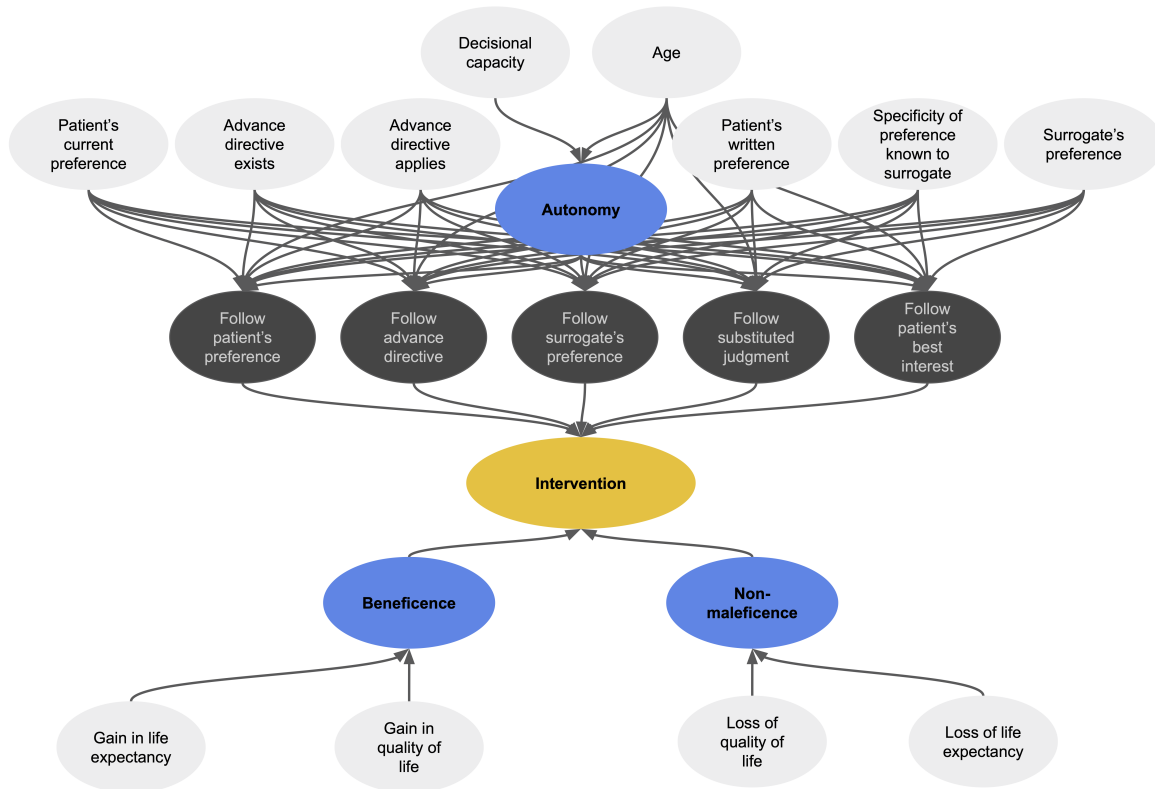 Decisional
capacity
Age
Patient's
current
preference
Advance
directive
exists
Advance
directive
applies
Patient's
written
preference
Specificity of
preference
known to
surrogate
Surrogate's
preference
Autonomy
Follow
patient's
preference
Follow
advance
directive
Follow
surrogate's
preference
Follow
substituted
judgment
Follow
patient's
best
interest
Intervention
Beneficence
Non-
maleficence
Gain in life
expectancy
Gain in
quality of
life
Loss of
quality of
life
Loss of life
expectancy